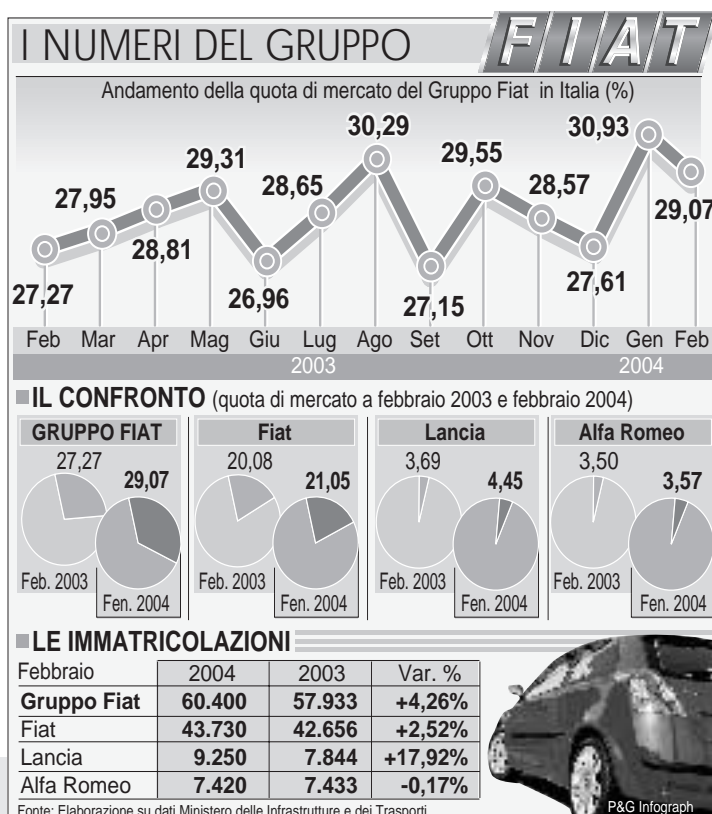 I NUMERI DEL GRUPPO FIAT
Andamento della quota di mercato del Gruppo Fiat in Italia (%)
27,27 27,95 28,81 29,31 26,96 28,65 30,29 27,15 29,55 28,57 27,61 30,93 29,07
Feb Mar Apr Mag Giu Lug Ago Set Ott Nov Dic Gen Feb
2003 2004
IL CONFRONTO (quota di mercato a febbraio 2003 e febbraio 2004)
GRUPPO FIAT Fiat Lancia Alfa Romeo
27,27 29,07 20,08 21,05 3,69 4,45 3,50 3,57
Feb. 2003 Feb. 2003 Feb. 2003 Feb. 2003
Fen. 2004 Fen. 2004 Fen. 2004 Fen. 2004
LE IMMATRICOLAZIONI
Febbraio 2004 2003 Var. %
Gruppo Fiat 60.400 57.933 +4,26%
Fiat 43.730 42.656 +2,52%
Lancia 9.250 7.844 +17,92%
Alfa Romeo 7.420 7.433 -0,17%
Fonte: Elaborazione su dati Ministero delle Infrastrutture e dei Trasporti
P&G Infograph